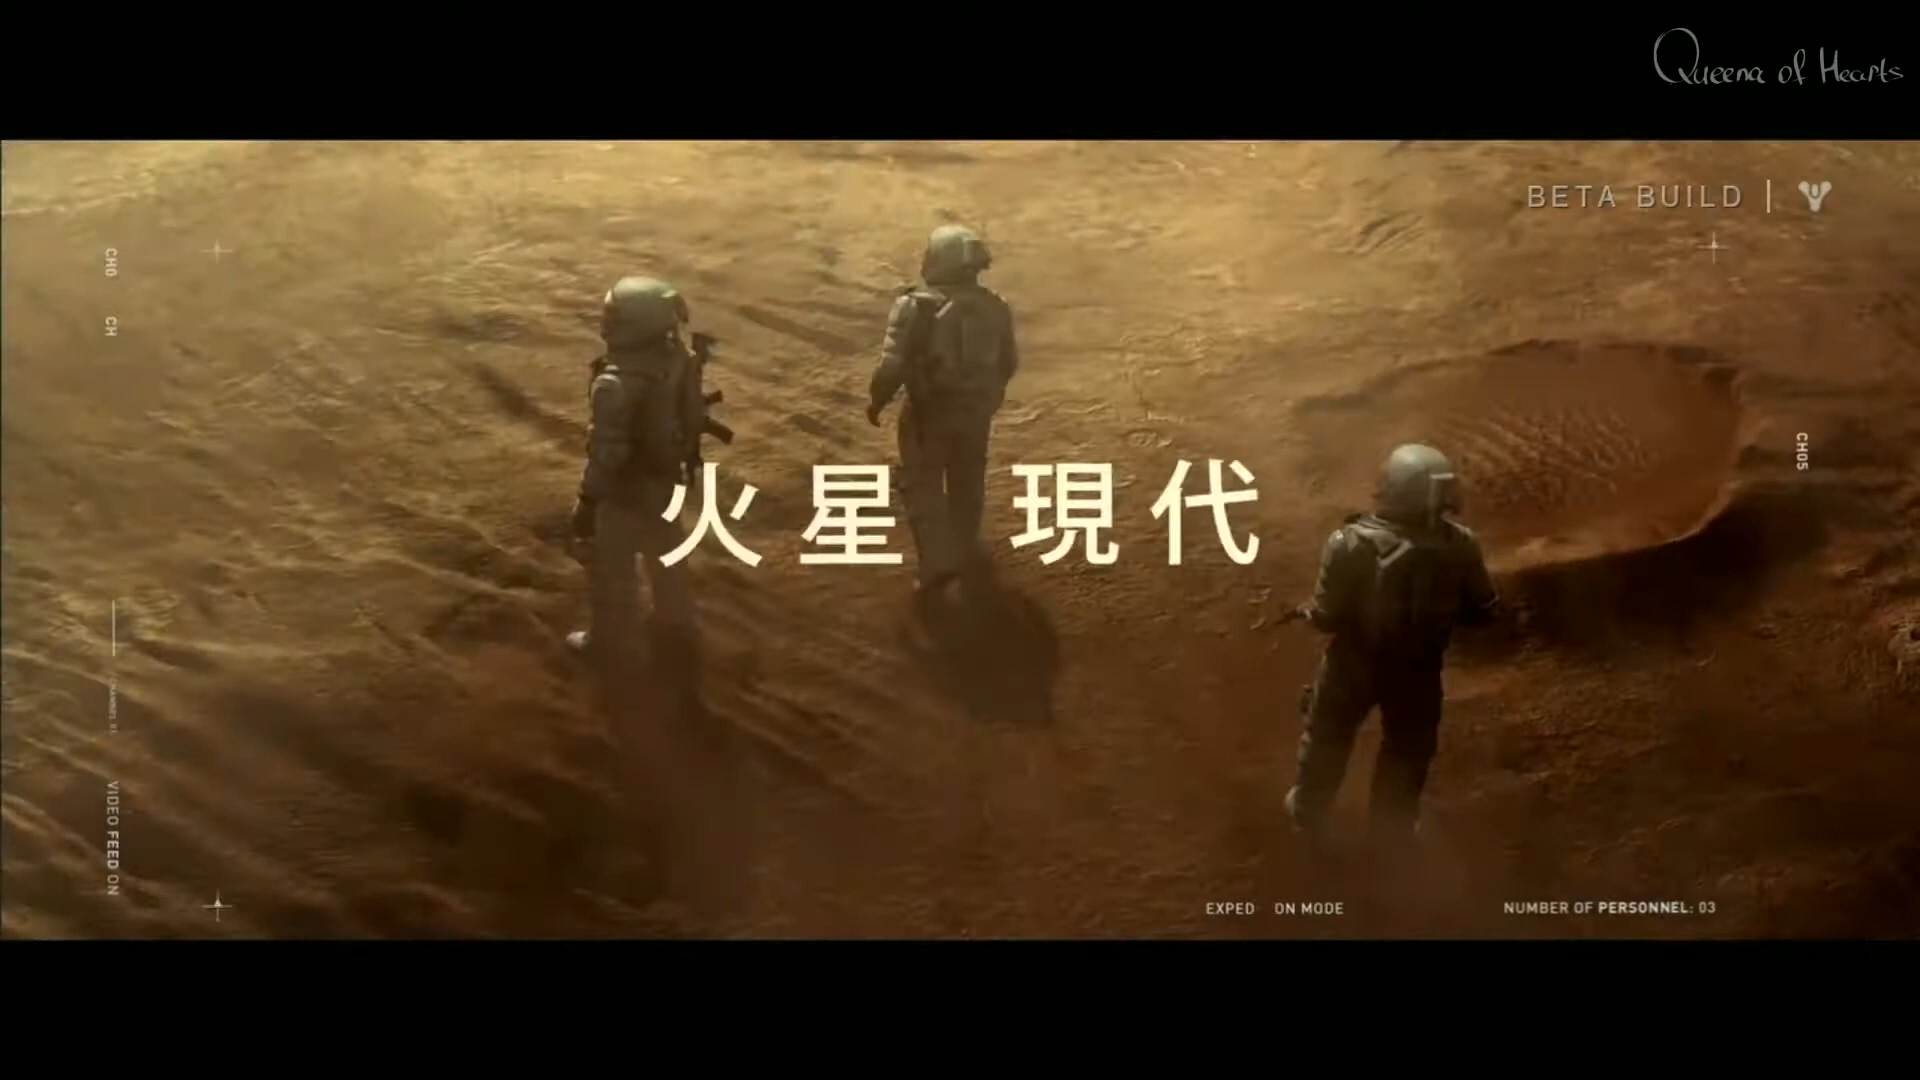 Queena of Hearts
BETA BUILD
CH0
CH
火星 現代
CH05
VIDEO FEED ON
EXPED ON MODE
NUMBER OF PERSONNEL: 03